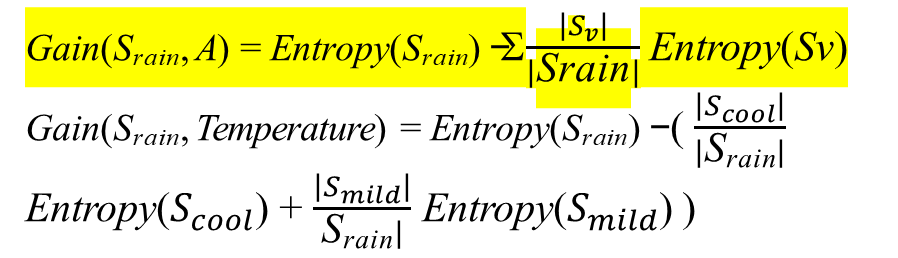 Gain(S_rain, A) = Entropy(S_rain) −Σ |S_v| / |Srain| Entropy(Sv)
Gain(S_rain, Temperature) = Entropy(S_rain) −( |S_cool| / |S_rain|
Entropy(S_cool) + |S_mild| / S_rain| Entropy(S_mild) )